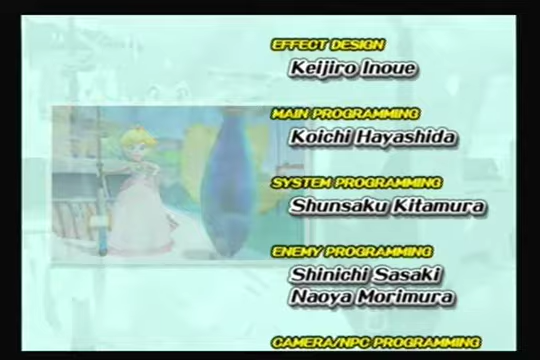 EFFECT DESIGN
Keijiro Inoue
MAIN PROGRAMMING
Koichi Hayashida
SYSTEM PROGRAMMING
Shunsaku Kitamura
ENEMY PROGRAMMING
Shinichi Sasaki
Naoya Morimura
CAMERA/NPC PROGRAMMING